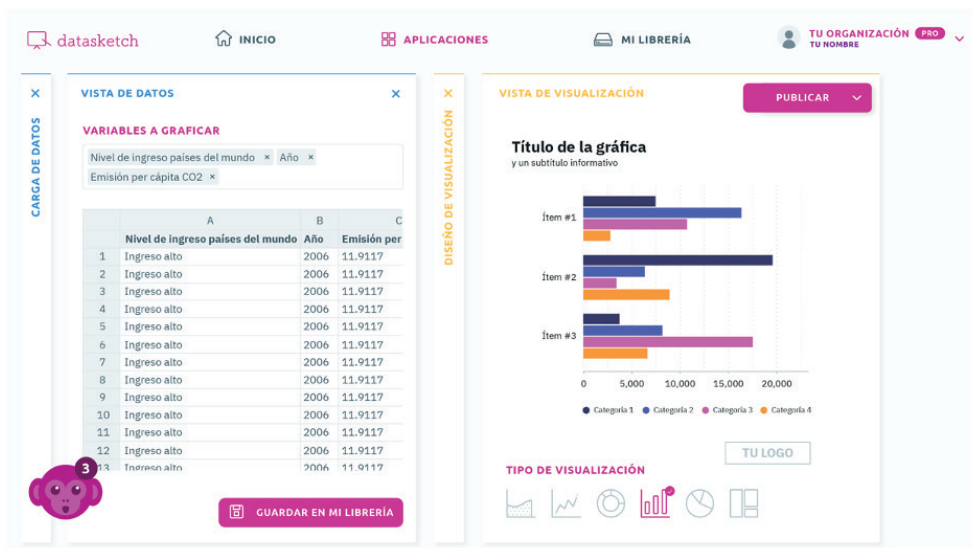 datasketch
INICIO
APLICACIONES
MI LIBRERÍA
TU ORGANIZACIÓN PRO
TU NOMBRE
CARGA DE DATOS
VISTA DE DATOS
VARIABLES A GRAFICAR
Nivel de ingreso países del mundo × Año ×
Emisión per cápita CO2 ×
A B C
Nivel de ingreso países del mundo Año Emisión per
1 Ingreso alto 2006 11.9117
2 Ingreso alto 2006 11.9117
3 Ingreso alto 2006 11.9117
4 Ingreso alto 2006 11.9117
5 Ingreso alto 2006 11.9117
6 Ingreso alto 2006 11.9117
7 Ingreso alto 2006 11.9117
8 Ingreso alto 2006 11.9117
9 Ingreso alto 2006 11.9117
10 Ingreso alto 2006 11.9117
11 Ingreso alto 2006 11.9117
12 Ingreso alto 2006 11.9117
13 Ingreso alto 2006 11.9117
3
GUARDAR EN MI LIBRERÍA
DISEÑO DE VISUALIZACIÓN
VISTA DE VISUALIZACIÓN
PUBLICAR
Título de la gráfica
y un subtítulo informativo
Ítem #1
Ítem #2
Ítem #3
0 5,000 10,000 15,000 20,000
Categoría 1 Categoría 2 Categoría 3 Categoría 4
TU LOGO
TIPO DE VISUALIZACIÓN